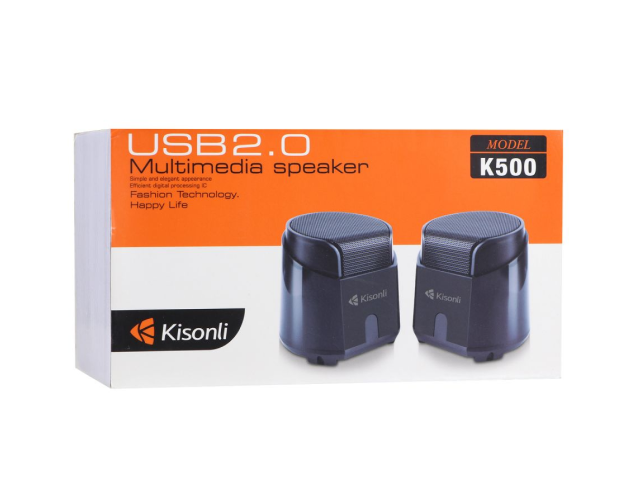 USB2.0
Multimedia speaker
Simple and elegant appearance
Efficient digital processing IC
Fashion Technology,
Happy Life
MODEL
K500
Kisonli
Kisonli
Kisonli